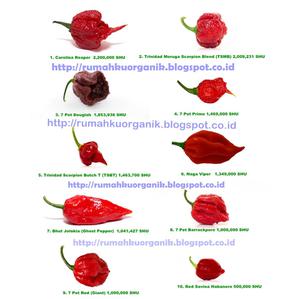 1. Carolina Reaper 2,200,000 SHU
2. Trinidad Moruga Scorpion Blend (TSMB) 2,009,231 SHU
http://rumahkuorganik.blogspot.co.id
3. 7 Pot Douglah 1,853,936 SHU
4. 7 Pot Primo 1,469,000 SHU
http://rumahkuorganik.blogspot.co.id
5. Trinidad Scorpion Butch T (TSBT) 1,463,700 SHU
6. Naga Viper 1,349,000 SHU
http://rumahkuorganik.blogspot.co.id
7. Bhut Jolokia (Ghost Pepper) 1,041,427 SHU
8. 7 Pot Barrackpore 1,000,000 SHU
http://rumahkuorganik.blogspot.co.id
9. 7 Pot Red (Giant) 1,000,000 SHU
10. Red Savina Habanero 500,000 SHU